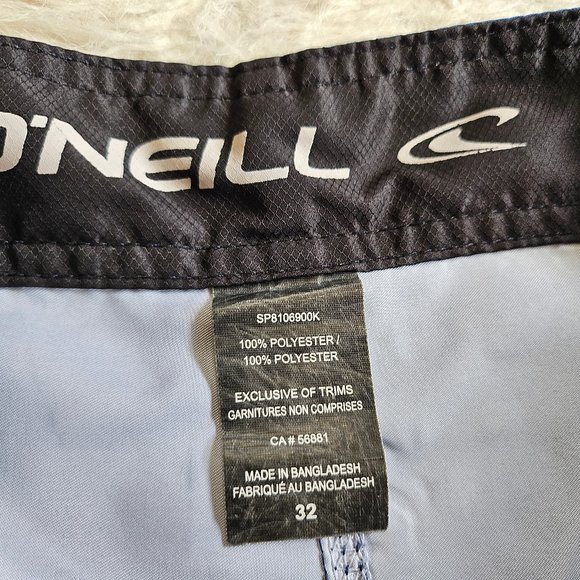 O'NEILL
SP8106900K
100% POLYESTER /
100% POLYESTER
EXCLUSIVE OF TRIMS
GARNITURES NON COMPRISES
CA# 56881
MADE IN BANGLADESH
FABRIQUÉ AU BANGLADESH
32